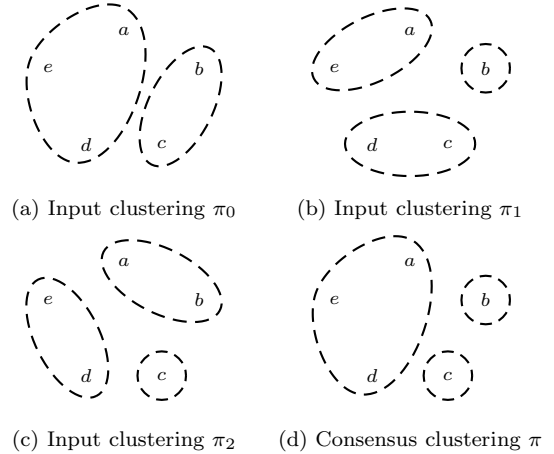 a
a
e
b
e
b
d
c
d
c
(a) Input clustering π₀
(b) Input clustering π₁
a
a
e
b
e
b
d
c
d
c
(c) Input clustering π₂
(d) Consensus clustering π